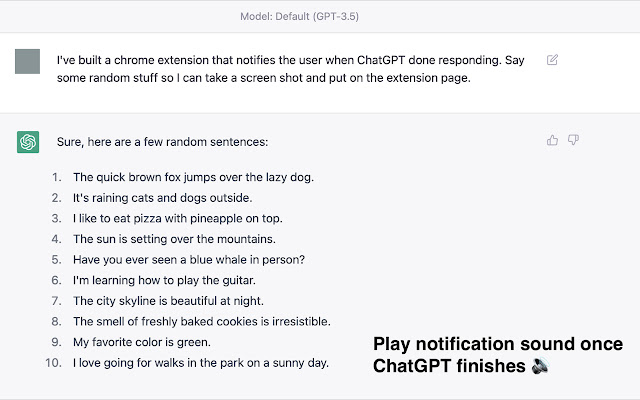 Model: Default (GPT-3.5)
I've built a chrome extension that notifies the user when ChatGPT done responding. Say
some random stuff so I can take a screen shot and put on the extension page.
Sure, here are a few random sentences:
1. The quick brown fox jumps over the lazy dog.
2. It's raining cats and dogs outside.
3. I like to eat pizza with pineapple on top.
4. The sun is setting over the mountains.
5. Have you ever seen a blue whale in person?
6. I'm learning how to play the guitar.
7. The city skyline is beautiful at night.
8. The smell of freshly baked cookies is irresistible.
9. My favorite color is green.
10. I love going for walks in the park on a sunny day.
Play notification sound once
ChatGPT finishes 🔊